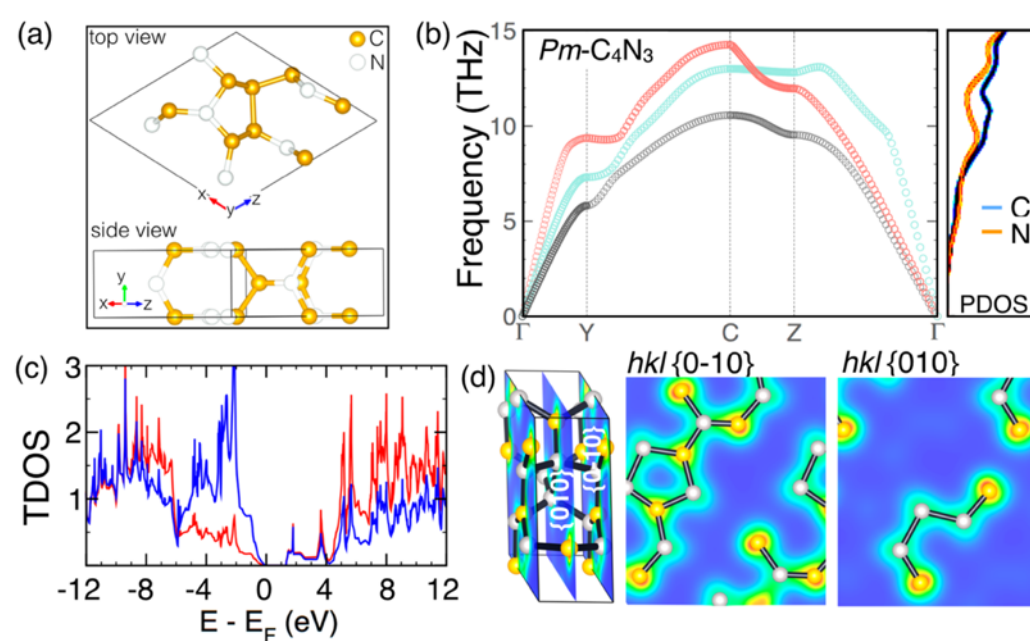 (a)
top view
C
N
x
y
z
side view
y
x
z
(b)
Pm-C₄N₃
Frequency (THz)
15
10
5
0
Γ
Y
C
Z
Γ
C
N
PDOS
(c)
TDOS
3
2
1
-12
-8
-4
0
4
8
12
E - E_F (eV)
(d)
{010}
{0-10}
hkl {0-10}
hkl {010}